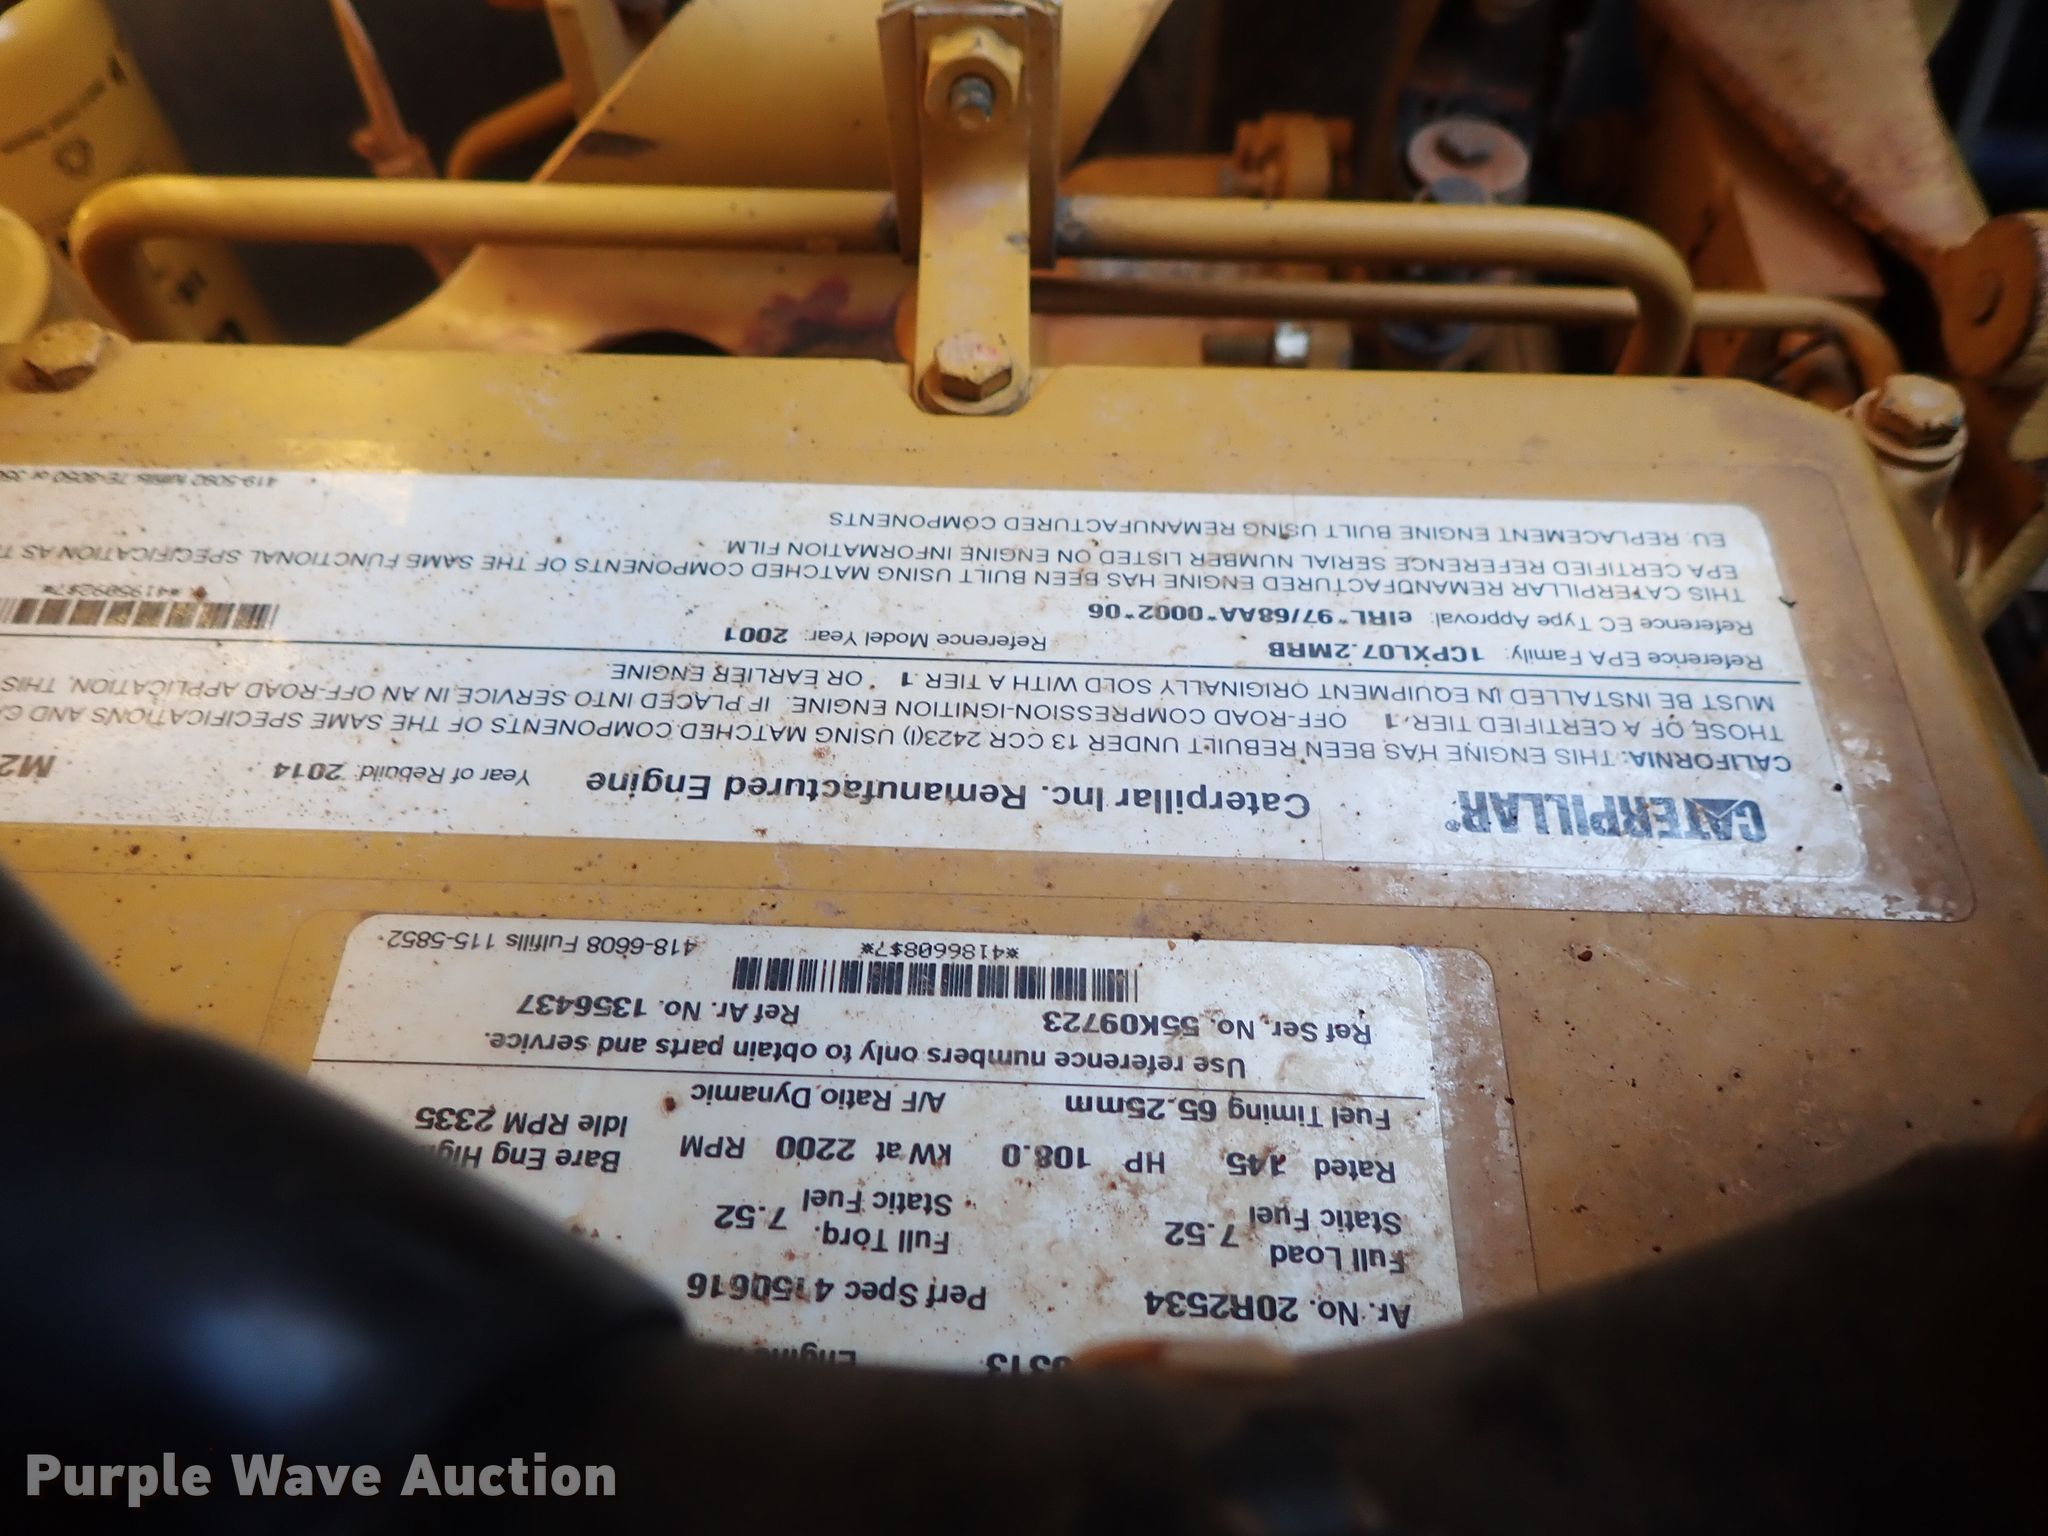 0513 Engine
Ar. No. 20R2534 Perf Spec 4150616
Full Load
Static Fuel 7.52
Full Torq.
Static Fuel 7.52
Rated 145 HP 108.0 kW at 2200 RPM
Bare Eng High
Idle RPM 2335
Fuel Timing 65.25mm A/F Ratio Dynamic
Use reference numbers only to obtain parts and service.
Ref Ser. No. 55K09723 Ref Ar. No. 1356437
*4186608$7*
418-6608 Fulfills 115-5852
CATERPILLAR®
Caterpillar Inc. Remanufactured Engine
Year of Rebuild: 2014
M2
CALIFORNIA: THIS ENGINE HAS BEEN REBUILT UNDER 13 CCR 2423(l) USING MATCHED COMPONENTS OF THE SAME SPECIFICATIONS AND
THOSE OF A CERTIFIED TIER 1 OFF-ROAD COMPRESSION-IGNITION ENGINE. IF PLACED INTO SERVICE IN AN OFF-ROAD APPLICATION, THIS
MUST BE INSTALLED IN EQUIPMENT ORIGINALLY SOLD WITH A TIER 1 OR EARLIER ENGINE.
Reference EPA Family: 1CPXL07.2MRB Reference Model Year: 2001
Reference EC Type Approval: eIRL*97/68AA*0002*06
*4195092$7*
THIS CATERPILLAR REMANUFACTURED ENGINE HAS BEEN BUILT USING MATCHED COMPONENTS OF THE SAME FUNCTIONAL SPECIFICATION AS
EPA CERTIFIED REFERENCE SERIAL NUMBER LISTED ON ENGINE INFORMATION FILM.
EU: REPLACEMENT ENGINE BUILT USING REMANUFACTURED COMPONENTS
419-5092 fulfills 7E-8050 or
Purple Wave Auction